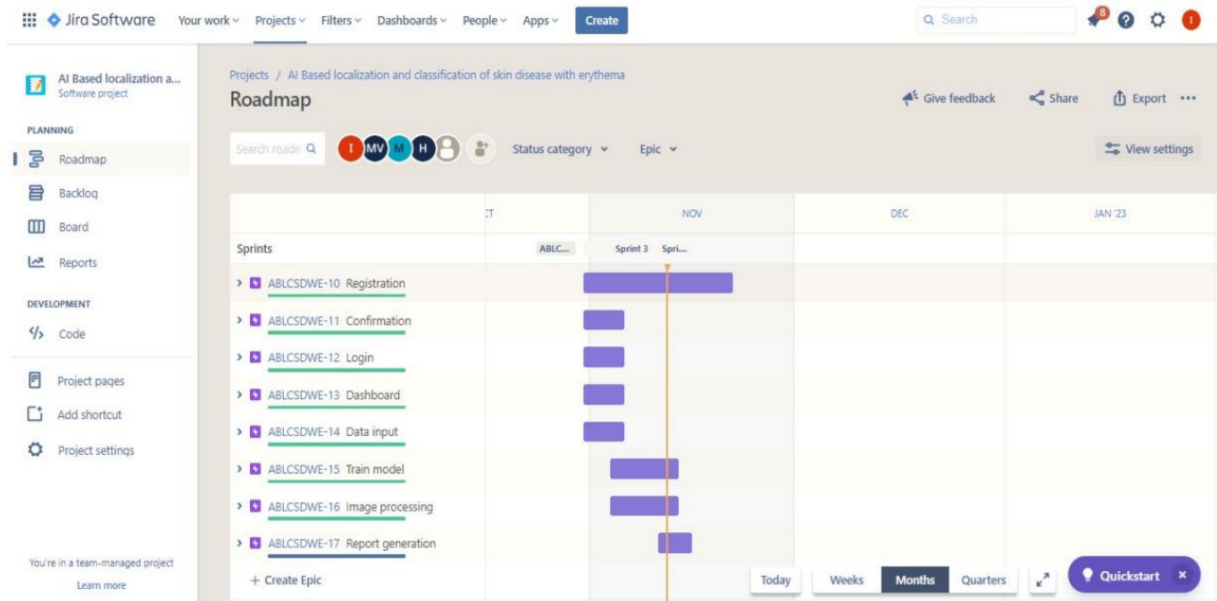 Jira Software Your work Projects Filters Dashboards People Apps Create Search 8 ? I
AI Based localization a...
Software project
PLANNING
Roadmap
Backlog
Board
Reports
DEVELOPMENT
Code
Project pages
Add shortcut
Project settings
You're in a team-managed project
Learn more
Projects / AI Based localization and classification of skin disease with erythema
Roadmap
Give feedback Share Export
Search roadn I MV M H Status category Epic View settings
CT NOV DEC JAN '23
Sprints ABLC... Sprint 3 Spri...
ABLCSDWE-10 Registration
ABLCSDWE-11 Confirmation
ABLCSDWE-12 Login
ABLCSDWE-13 Dashboard
ABLCSDWE-14 Data input
ABLCSDWE-15 Train model
ABLCSDWE-16 Image processing
ABLCSDWE-17 Report generation
+ Create Epic
Today Weeks Months Quarters Quickstart ×